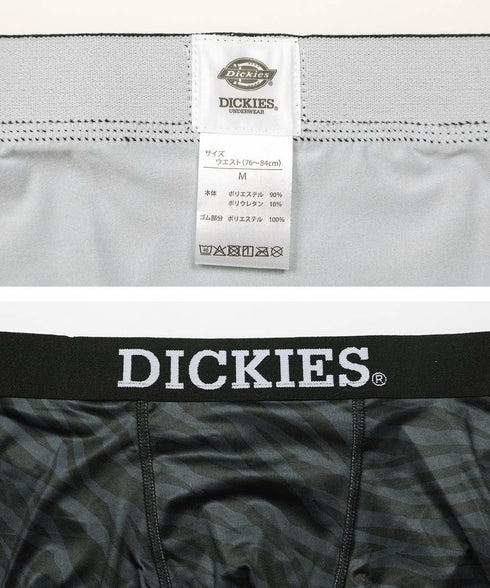 Dickies
DICKIES
UNDERWEAR
サイズ
ウエスト(76～84cm)
M
本体 ポリエステル 90%
ポリウレタン 10%
ゴム部分 ポリエステル 100%
DICKIES®